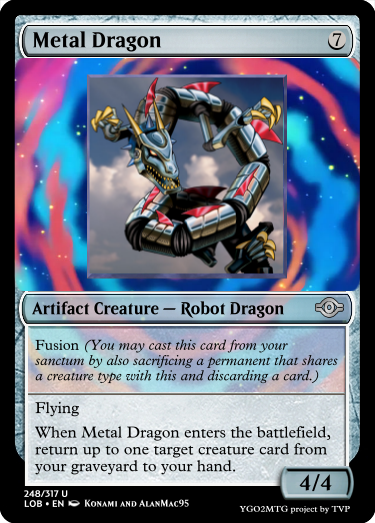 Metal Dragon 7
Artifact Creature — Robot Dragon
Fusion (You may cast this card from your
sanctum by also sacrificing a permanent that shares
a creature type with this and discarding a card.)
Flying
When Metal Dragon enters the battlefield,
return up to one target creature card from
your graveyard to your hand.
4/4
248/317 U
LOB • EN Konami and AlanMac95
YGO2MTG project by TVP